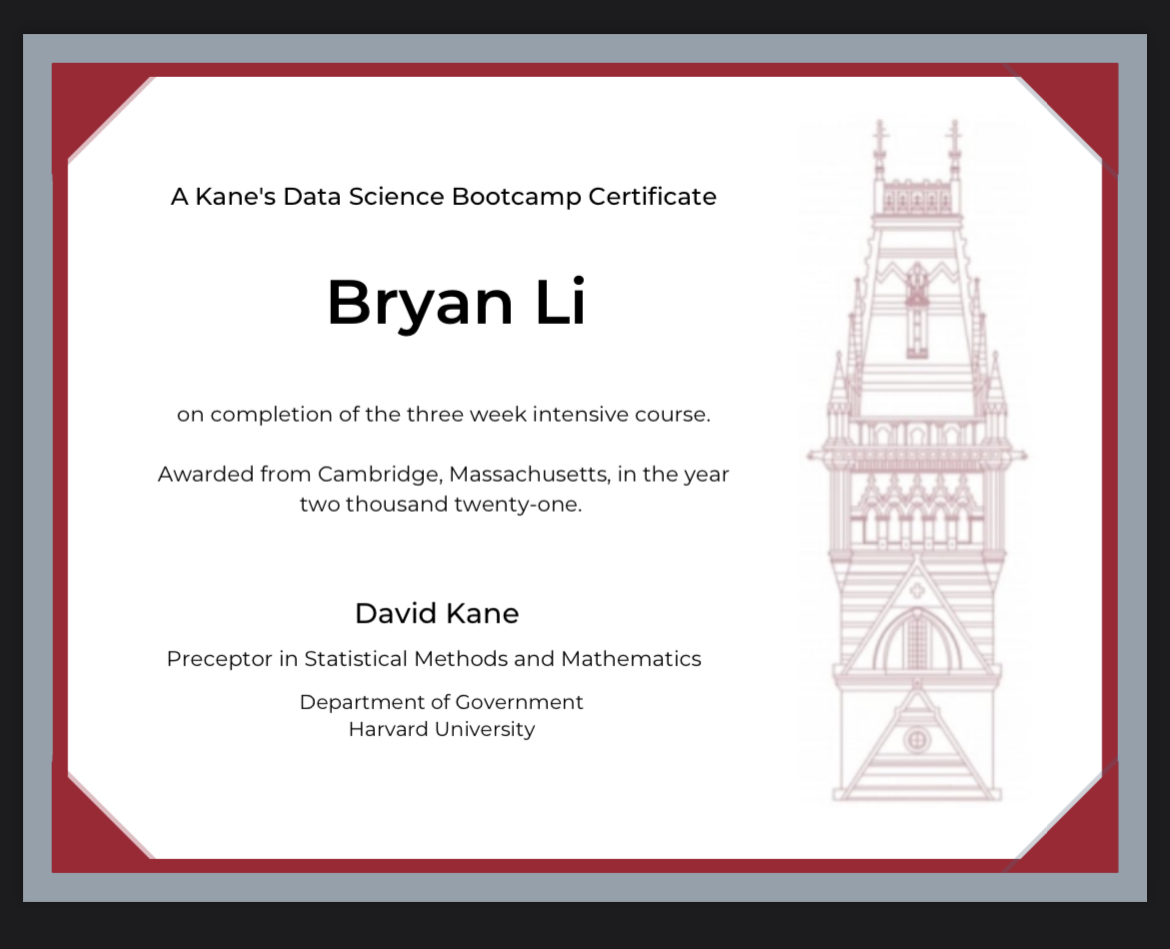 A Kane's Data Science Bootcamp Certificate
Bryan Li
on completion of the three week intensive course.
Awarded from Cambridge, Massachusetts, in the year
two thousand twenty-one.
David Kane
Preceptor in Statistical Methods and Mathematics
Department of Government
Harvard University